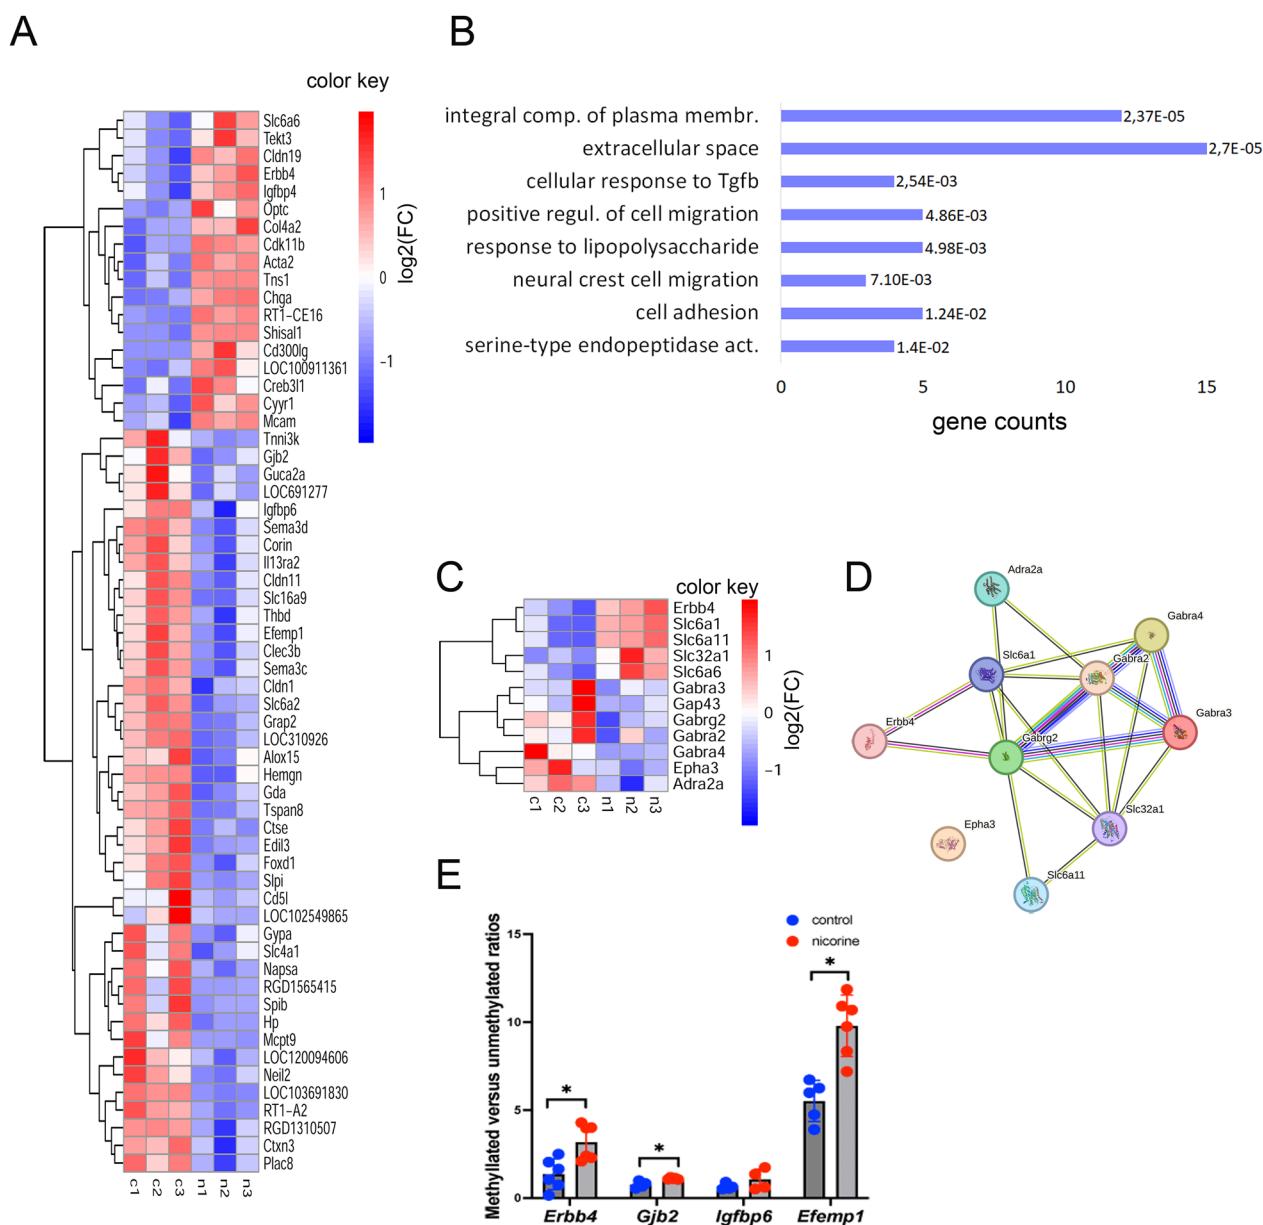 A
color key
Slc6a6
Tekt3
Cldn19
Erbb4
Igfbp4
Optc
Col4a2
Cdk11b
Acta2
Tns1
Chga
RT1-CE16
Shisal1
Cd300lg
LOC100911361
Creb3l1
Cyyr1
Mcam
Tnni3k
Gjb2
Guca2a
LOC691277
Igfbp6
Sema3d
Corin
Il13ra2
Cldn11
Slc16a9
Thbd
Efemp1
Clec3b
Sema3c
Cldn1
Slc6a2
Grap2
LOC310926
Alox15
Hemgn
Gda
Tspan8
Ctse
Edil3
Foxd1
Slpi
Cd5l
LOC102549865
Gypa
Slc4a1
Napsa
RGD1565415
Spib
Hp
Mcpt9
LOC120094606
Neil2
LOC103691830
RT1-A2
RGD1310507
Ctxn3
Plac8
c1 c2 c3 n1 n2 n3
1
0
-1
log2(FC)
B
integral comp. of plasma membr. 2,37E-05
extracellular space 2,7E-05
cellular response to Tgfb 2,54E-03
positive regul. of cell migration 4.86E-03
response to lipopolysaccharide 4.98E-03
neural crest cell migration 7.10E-03
cell adhesion 1.24E-02
serine-type endopeptidase act. 1.4E-02
0 5 10 15
gene counts
C
color key
Erbb4
Slc6a1
Slc6a11
Slc32a1
Slc6a6
Gabra3
Gap43
Gabrg2
Gabra2
Gabra4
Epha3
Adra2a
c1 c2 c3 n1 n2 n3
1
0
-1
log2(FC)
D
Adra2a
Gabra4
Slc6a1
Gabra2
Erbb4
Gabrg2
Gabra3
Slc32a1
Epha3
Slc6a11
E
control
nicorine
Methyllated versus unmethylated ratios
15
10
5
0
*
*
*
Erbb4 Gjb2 Igfbp6 Efemp1